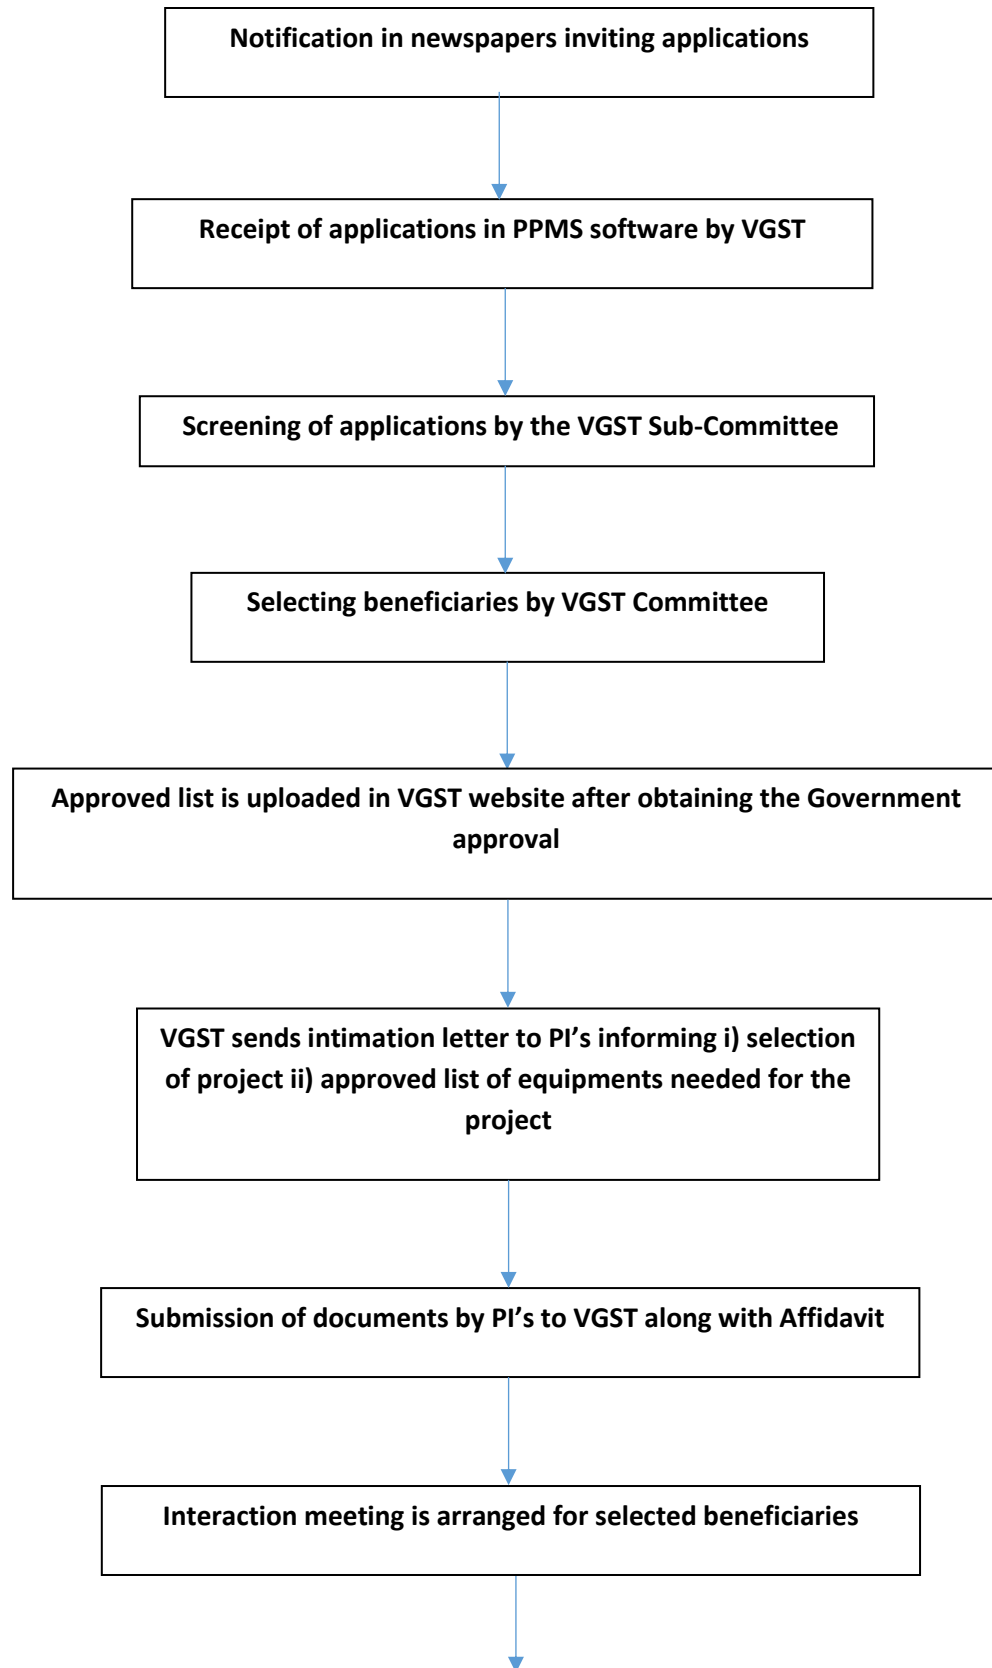 Notification in newspapers inviting applications
Receipt of applications in PPMS software by VGST
Screening of applications by the VGST Sub-Committee
Selecting beneficiaries by VGST Committee
Approved list is uploaded in VGST website after obtaining the Government
approval
VGST sends intimation letter to PI’s informing i) selection
of project ii) approved list of equipments needed for the
project
Submission of documents by PI’s to VGST along with Affidavit
Interaction meeting is arranged for selected beneficiaries